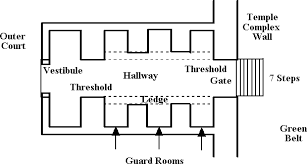 Temple
Complex
Wall
Outer
Court
Vestibule
Hallway
Threshold
Gate
7 Steps
Threshold
Ledge
Green
Belt
Guard Rooms